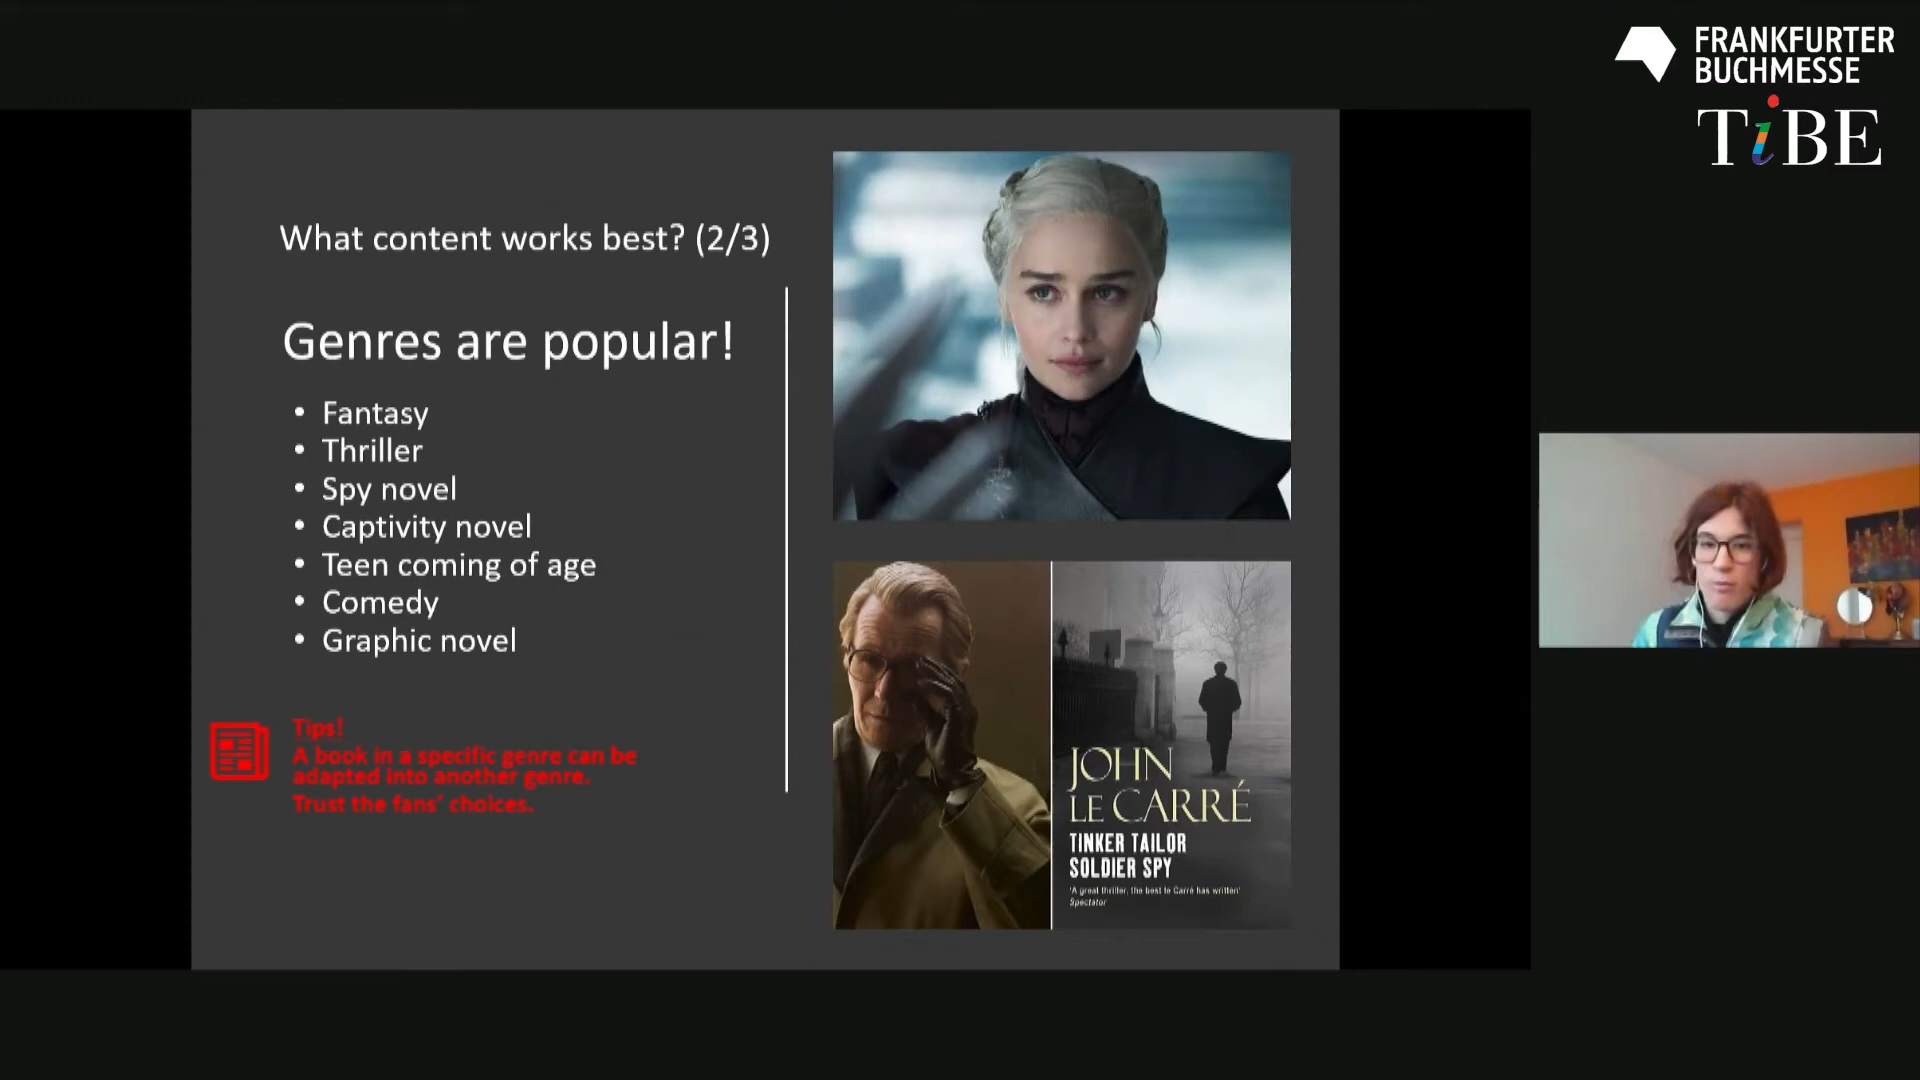 FRANKFURTER
BUCHMESSE
TiBE
What content works best? (2/3)
Genres are popular!
• Fantasy
• Thriller
• Spy novel
• Captivity novel
• Teen coming of age
• Comedy
• Graphic novel
Tips!
A book in a specific genre can be
adapted into another genre.
Trust the fans' choices.
JOHN
LE CARRÉ
TINKER TAILOR
SOLDIER SPY
'A great thriller, the best le Carré has written'
Spectator